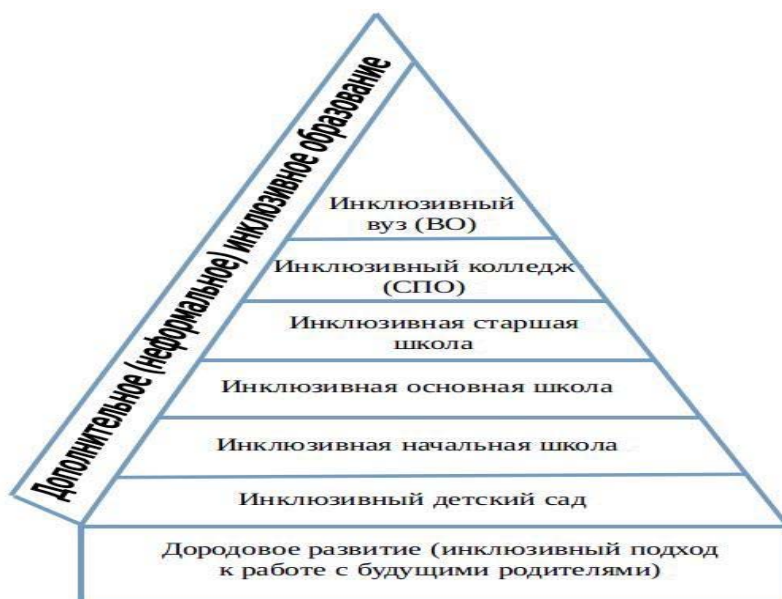 Дополнительное (неформальное) инклюзивное образование
Инклюзивный
вуз (ВО)
Инклюзивный колледж
(СПО)
Инклюзивная старшая
школа
Инклюзивная основная школа
Инклюзивная начальная школа
Инклюзивный детский сад
Дородовое развитие (инклюзивный подход
к работе с будущими родителями)